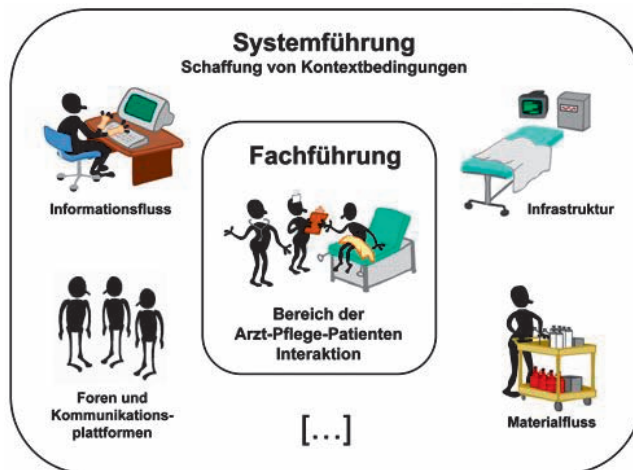 Systemführung
Schaffung von Kontextbedingungen
Informationsfluss
Fachführung
Bereich der
Arzt-Pflege-Patienten
Interaktion
Infrastruktur
Foren und
Kommunikations-
plattformen
[...]
Materialfluss